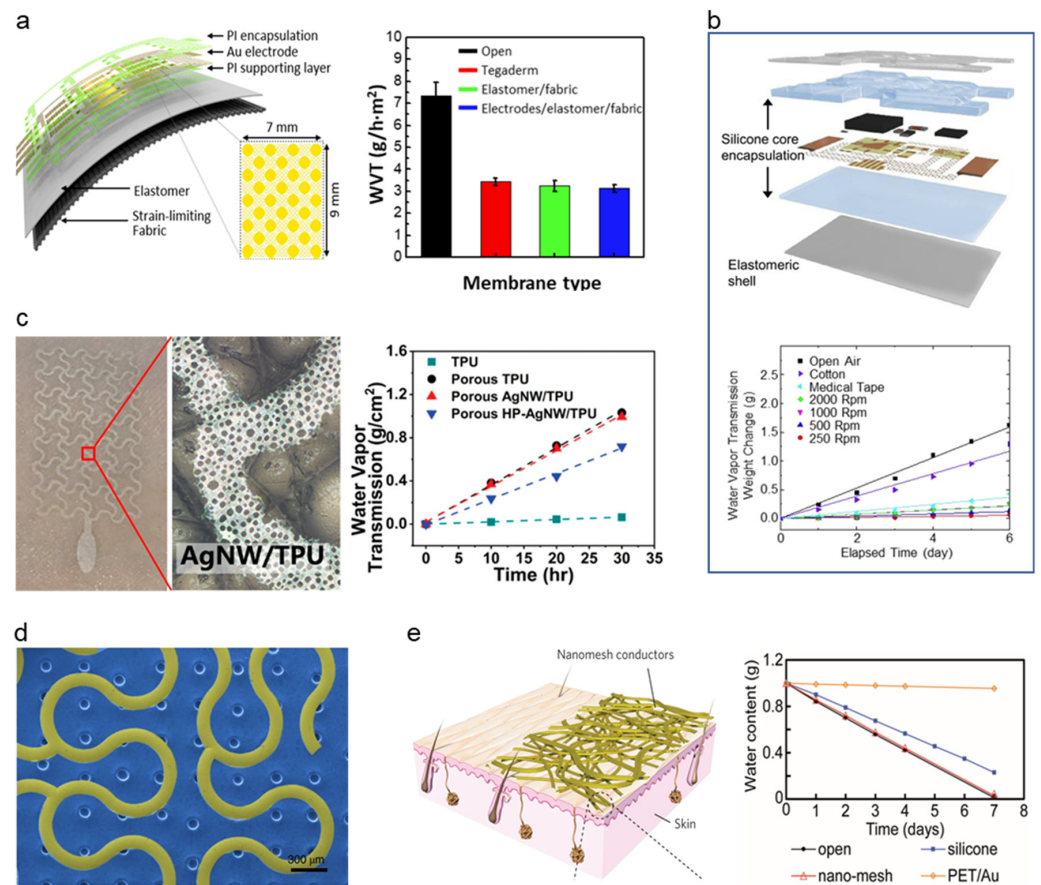 a
PI encapsulation
Au electrode
PI supporting layer
7 mm
9 mm
Elastomer
Strain-limiting
Fabric
10
9
8
7
6
5
4
3
2
1
0
WVT (g/h·m²)
Open
Tegaderm
Elastomer/fabric
Electrodes/elastomer/fabric
Membrane type
b
Silicone core
encapsulation
Elastomeric
shell
2.5
2.0
1.5
1.0
0.5
0.0
Water Vapor Transmission
Weight Change (g)
Open Air
Cotton
Medical Tape
2000 Rpm
1000 Rpm
500 Rpm
250 Rpm
0 1 2 3 4 5 6
Elapsed Time (day)
c
AgNW/TPU
1.6
1.2
0.8
0.4
0.0
Water Vapor
Transmission (g/cm²)
TPU
Porous TPU
Porous AgNW/TPU
Porous HP-AgNW/TPU
0 5 10 15 20 25 30 35
Time (hr)
d
300 μm
e
Nanomesh conductors
Skin
1.2
0.8
0.4
0
Water content (g)
0 1 2 3 4 5 6 7 8
Time (days)
open
silicone
nano-mesh
PET/Au